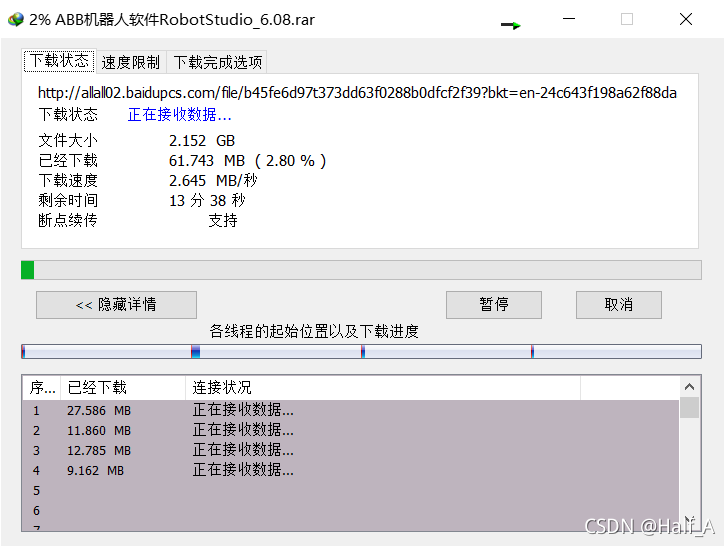 2% ABB机器人软件RobotStudio_6.08.rar
下载状态 速度限制 下载完成选项
http://allall02.baidupcs.com/file/b45fe6d97t373dd63f0288b0dfcf2f39?bkt=en-24c643f198a62f88da
下载状态 正在接收数据...
文件大小 2.152 GB
已经下载 61.743 MB ( 2.80 % )
下载速度 2.645 MB/秒
剩余时间 13 分 38 秒
断点续传 支持
<< 隐藏详情 暂停 取消
各线程的起始位置以及下载进度
序... 已经下载 连接状况
1 27.586 MB 正在接收数据...
2 11.860 MB 正在接收数据...
3 12.785 MB 正在接收数据...
4 9.162 MB 正在接收数据...
5
6
7
CSDN @Half_A